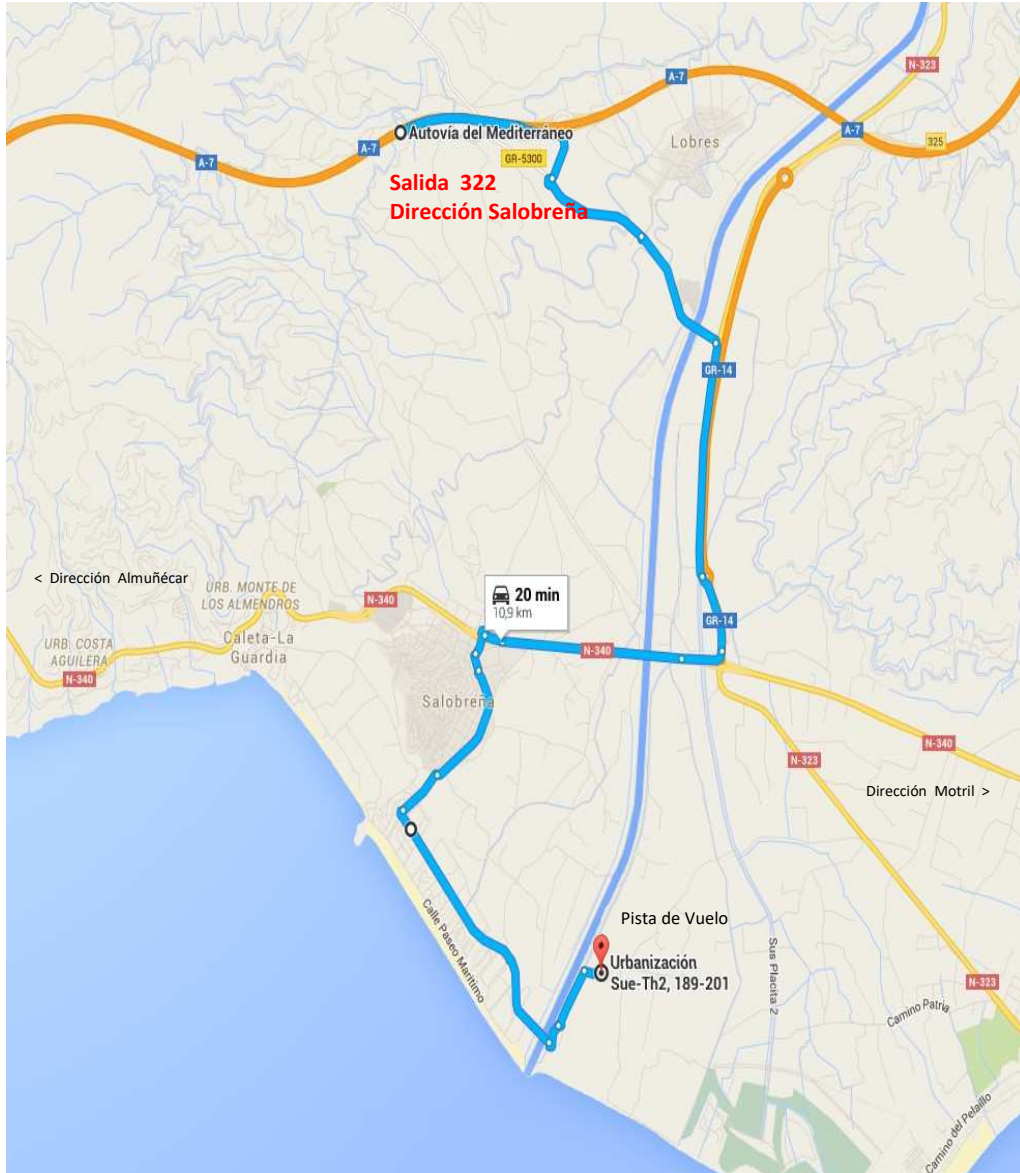 N-323
A-7
Autovía del Mediterráneo
A-7
325
Lobres
A-7
A-7
GR-5300
Salida 322
Dirección Salobreña
GR-14
< Dirección Almuñécar
URB. MONTE DE
LOS ALMENDROS
N-340
20 min
10,9 km
GR-14
URB. COSTA
AGUILERA
Caleta-La
Guardia
N-340
N-340
Salobreña
N-340
N-323
Dirección Motril >
Calle Paseo Marítimo
Pista de Vuelo
Urbanización
Sue-Th2, 189-201
Sus Placita 2
N-323
Camino Patria
Camino del Pelaillo